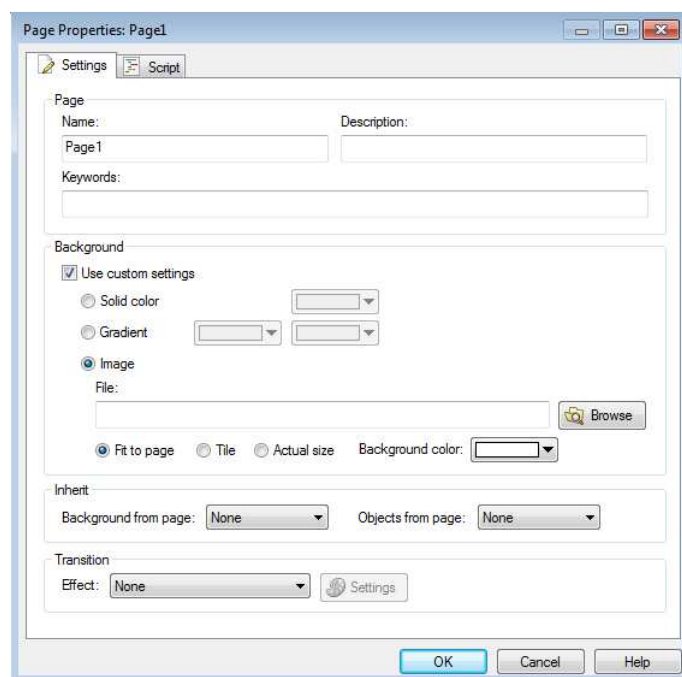 Page Properties: Page1
Settings Script
Page
Name: Description:
Page1
Keywords:
Background
Use custom settings
Solid color
Gradient
Image
File:
Browse
Fit to page Tile Actual size Background color:
Inherit
Background from page: None Objects from page: None
Transition
Effect: None Settings
OK Cancel Help